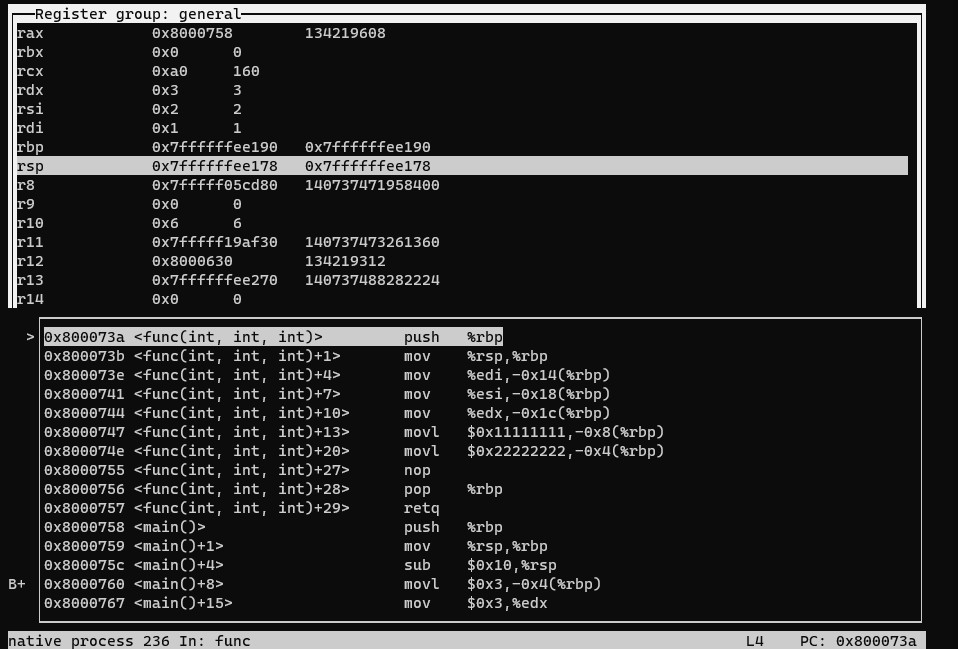 Register group: general
rax 0x8000758 134219608
rbx 0x0 0
rcx 0xa0 160
rdx 0x3 3
rsi 0x2 2
rdi 0x1 1
rbp 0x7ffffffee190 0x7ffffffee190
rsp 0x7ffffffee178 0x7ffffffee178
r8 0x7fffff05cd80 140737471958400
r9 0x0 0
r10 0x6 6
r11 0x7fffff19af30 140737473261360
r12 0x8000630 134219312
r13 0x7ffffffee270 140737488282224
r14 0x0 0
> 0x800073a <func(int, int, int)> push %rbp
0x800073b <func(int, int, int)+1> mov %rsp,%rbp
0x800073e <func(int, int, int)+4> mov %edi,-0x14(%rbp)
0x8000741 <func(int, int, int)+7> mov %esi,-0x18(%rbp)
0x8000744 <func(int, int, int)+10> mov %edx,-0x1c(%rbp)
0x8000747 <func(int, int, int)+13> movl $0x11111111,-0x8(%rbp)
0x800074e <func(int, int, int)+20> movl $0x22222222,-0x4(%rbp)
0x8000755 <func(int, int, int)+27> nop
0x8000756 <func(int, int, int)+28> pop %rbp
0x8000757 <func(int, int, int)+29> retq
0x8000758 <main()> push %rbp
0x8000759 <main()+1> mov %rsp,%rbp
0x800075c <main()+4> sub $0x10,%rsp
B+ 0x8000760 <main()+8> movl $0x3,-0x4(%rbp)
0x8000767 <main()+15> mov $0x3,%edx
native process 236 In: func L4 PC: 0x800073a